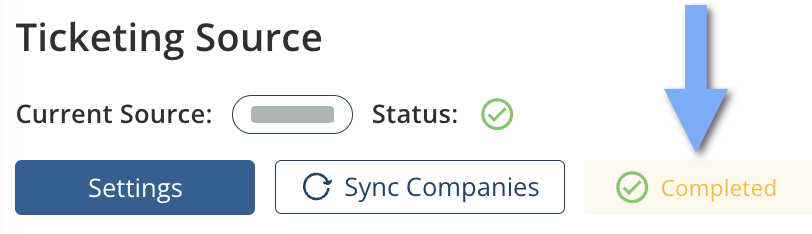 Ticketing Source
Current Source: Status:
Settings Sync Companies Completed